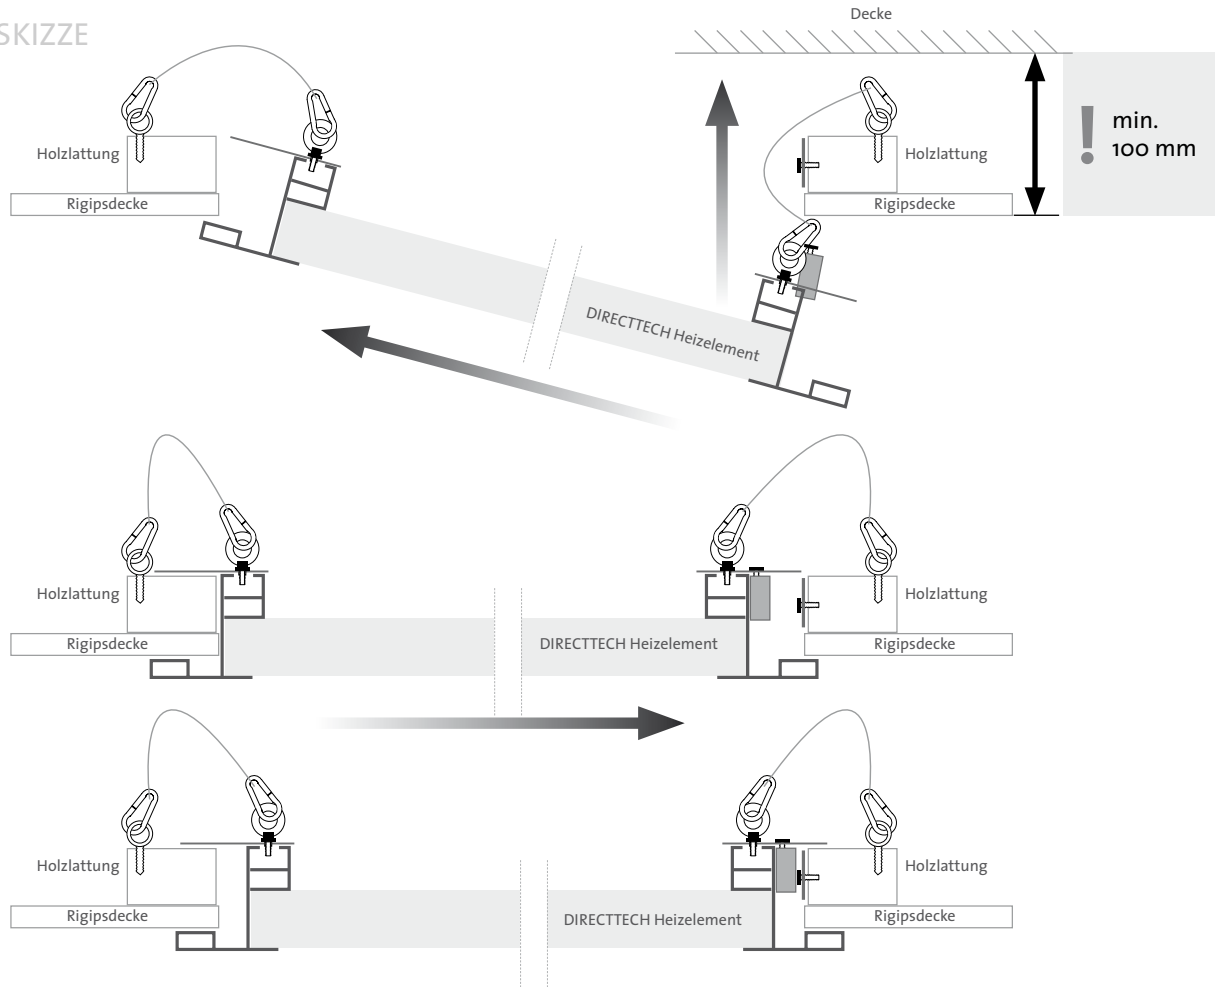 SKIZZE
Decke
Holzlattung
Rigipsdecke
Holzlattung
Rigipsdecke
!
min.
100 mm
DIRECTTECH Heizelement
Holzlattung
Rigipsdecke
DIRECTTECH Heizelement
Holzlattung
Rigipsdecke
Holzlattung
Rigipsdecke
DIRECTTECH Heizelement
Holzlattung
Rigipsdecke